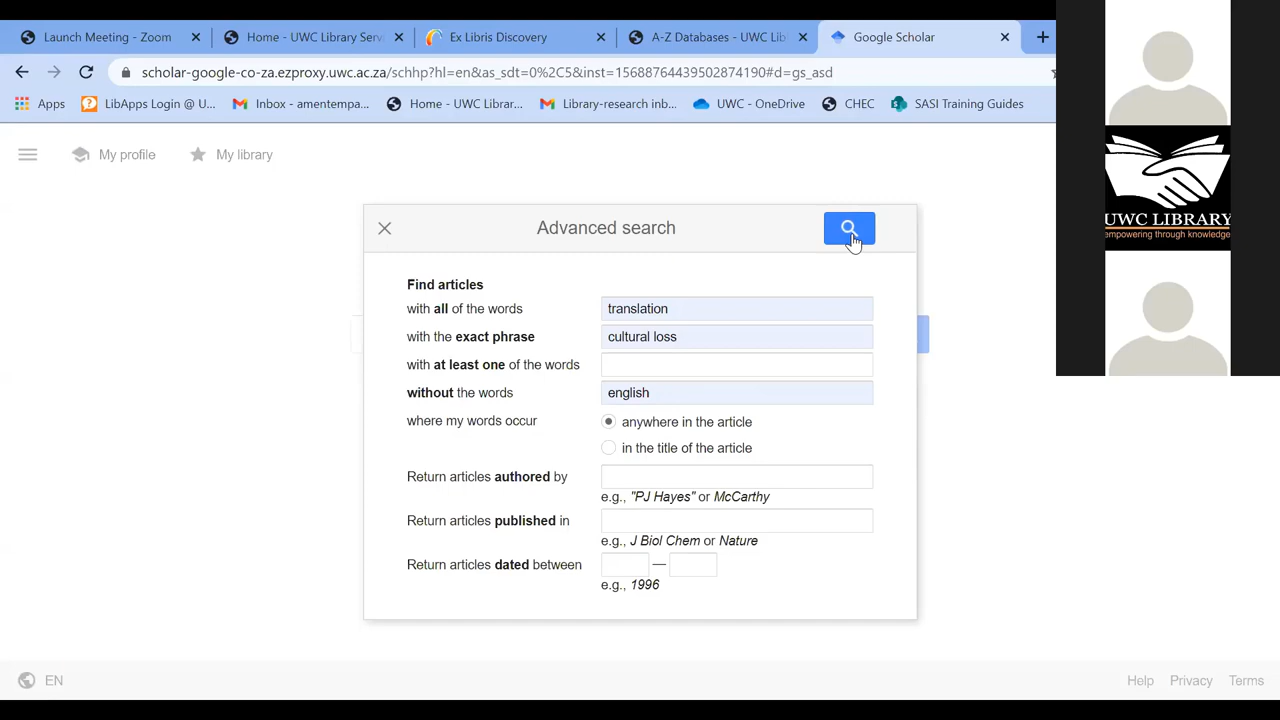 Launch Meeting - Zoom
Home - UWC Library Serv
Ex Libris Discovery
A-Z Databases - UWC Lib
Google Scholar
scholar-google-co-za.ezproxy.uwc.ac.za/schhp?hl=en&as_sdt=0%2C5&inst=15688764439502874190#d=gs_asd
Apps
LibApps Login @ U...
Inbox - amentempa...
Home - UWC Librar...
Library-research inb...
UWC - OneDrive
CHEC
SASI Training Guides
My profile
My library
UWC LIBRARY
empowering through knowledge
Advanced search
Find articles
with all of the words translation
with the exact phrase cultural loss
with at least one of the words
without the words english
where my words occur anywhere in the article
in the title of the article
Return articles authored by
e.g., "PJ Hayes" or McCarthy
Return articles published in
e.g., J Biol Chem or Nature
Return articles dated between —
e.g., 1996
EN
Help Privacy Terms